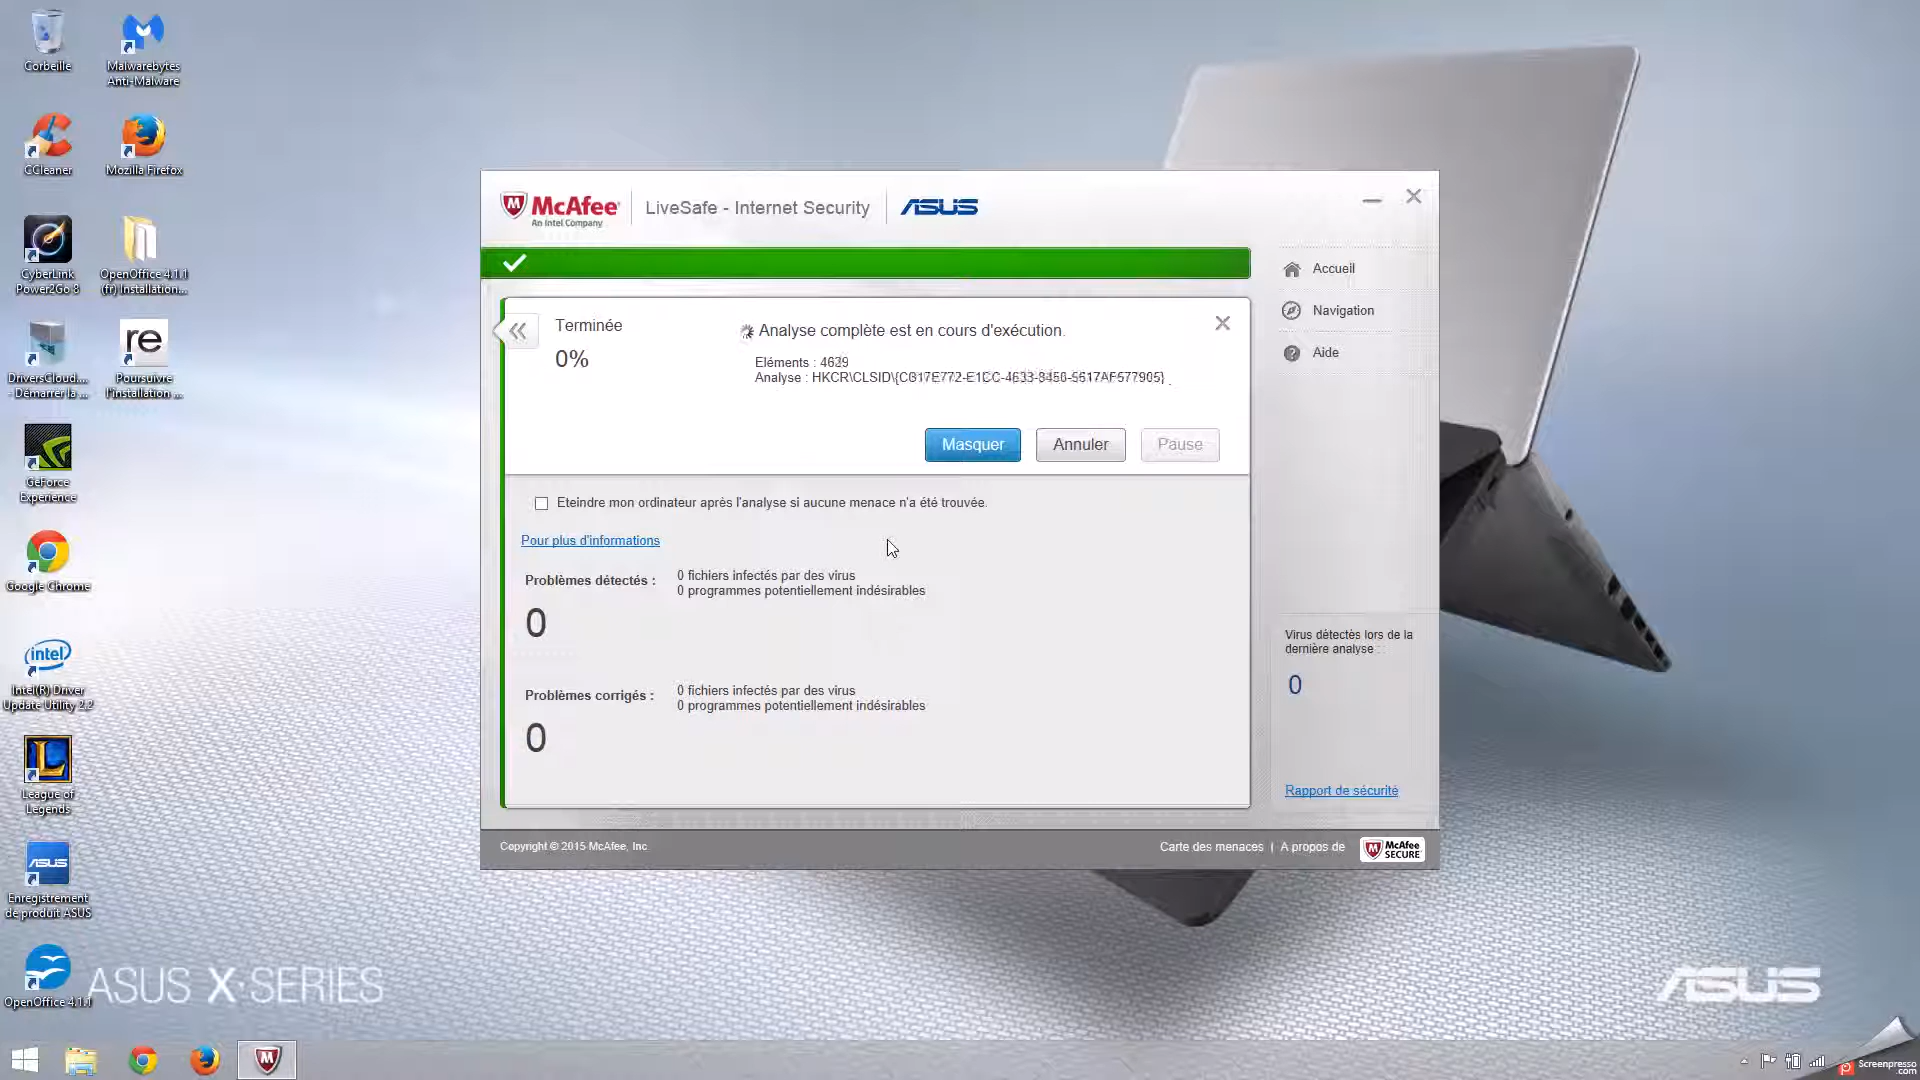 Corbeille
Malwarebytes
Anti-Malware
CCleaner
Mozilla Firefox
CyberLink
Power2Go 8
OpenOffice 4.1.1
(fr) Installation...
DriversCloud....
- Démarrer la ...
re
Poursuivre
l'installation ...
GeForce
Experience
Google Chrome
intel
Intel(R) Driver
Update Utility 2.2
League of
Legends
ASUS
Enregistrement
de produit ASUS
OpenOffice 4.1.1
ASUS X-SERIES
McAfee
An Intel Company
LiveSafe - Internet Security
ASUS
Terminée
0%
Analyse complète est en cours d'exécution.
Eléments :
Analyse :
Masquer
Annuler
Pause
Eteindre mon ordinateur après l'analyse si aucune menace n'a été trouvée.
Pour plus d'informations
Problèmes détectés :
0 fichiers infectés par des virus
0 programmes potentiellement indésirables
0
Problèmes corrigés :
0 fichiers infectés par des virus
0 programmes potentiellement indésirables
0
Accueil
Navigation
Aide
Virus détectés lors de la
dernière analyse :
0
Rapport de sécurité
Copyright © 2015 McAfee, Inc
Carte des menaces | A propos de
McAfee
SECURE
ASUS
Screenpresso
.com